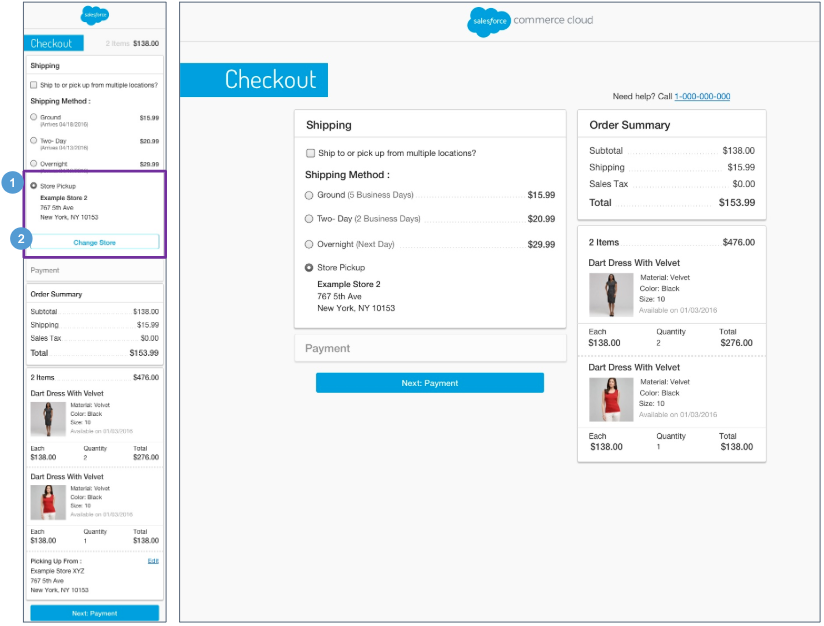 salesforce
Checkout 2 Items $138.00
Shipping
Ship to or pick up from multiple locations?
Shipping Method :
Ground $15.99
(Arrives 04/18/2016)
Two- Day $20.99
(Arrives 04/13/2016)
Overnight $29.99
1
Store Pickup
Example Store 2
767 5th Ave
New York, NY 10153
2
Change Store
Payment
Order Summary
Subtotal $138.00
Shipping $15.99
Sales Tax $0.00
Total $153.99
2 Items $476.00
Dart Dress With Velvet
Material: Velvet
Color: Black
Size: 10
Available on 01/03/2016
Each Quantity Total
$138.00 2 $276.00
Dart Dress With Velvet
Material: Velvet
Color: Black
Size: 10
Available on 01/03/2016
Each Quantity Total
$138.00 1 $138.00
Picking Up From : Edit
Example Store XYZ
767 5th Ave
New York, NY 10153
Next: Payment
salesforce commerce cloud
Checkout
Need help? Call 1-000-000-000
Shipping
Ship to or pick up from multiple locations?
Shipping Method :
Ground (5 Business Days) $15.99
Two- Day (2 Business Days) $20.99
Overnight (Next Day) $29.99
Store Pickup
Example Store 2
767 5th Ave
New York, NY 10153
Payment
Next: Payment
Order Summary
Subtotal $138.00
Shipping $15.99
Sales Tax $0.00
Total $153.99
2 Items $476.00
Dart Dress With Velvet
Material: Velvet
Color: Black
Size: 10
Available on 01/03/2016
Each Quantity Total
$138.00 2 $276.00
Dart Dress With Velvet
Material: Velvet
Color: Black
Size: 10
Available on 01/03/2016
Each Quantity Total
$138.00 1 $138.00